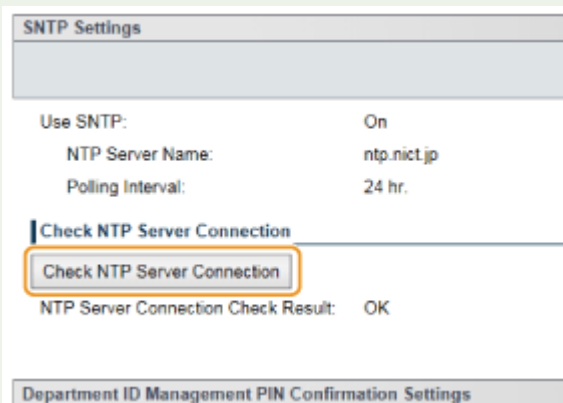 SNTP Settings
Use SNTP: On
NTP Server Name: ntp.nict.jp
Polling Interval: 24 hr.
Check NTP Server Connection
Check NTP Server Connection
NTP Server Connection Check Result: OK
Department ID Management PIN Confirmation Settings